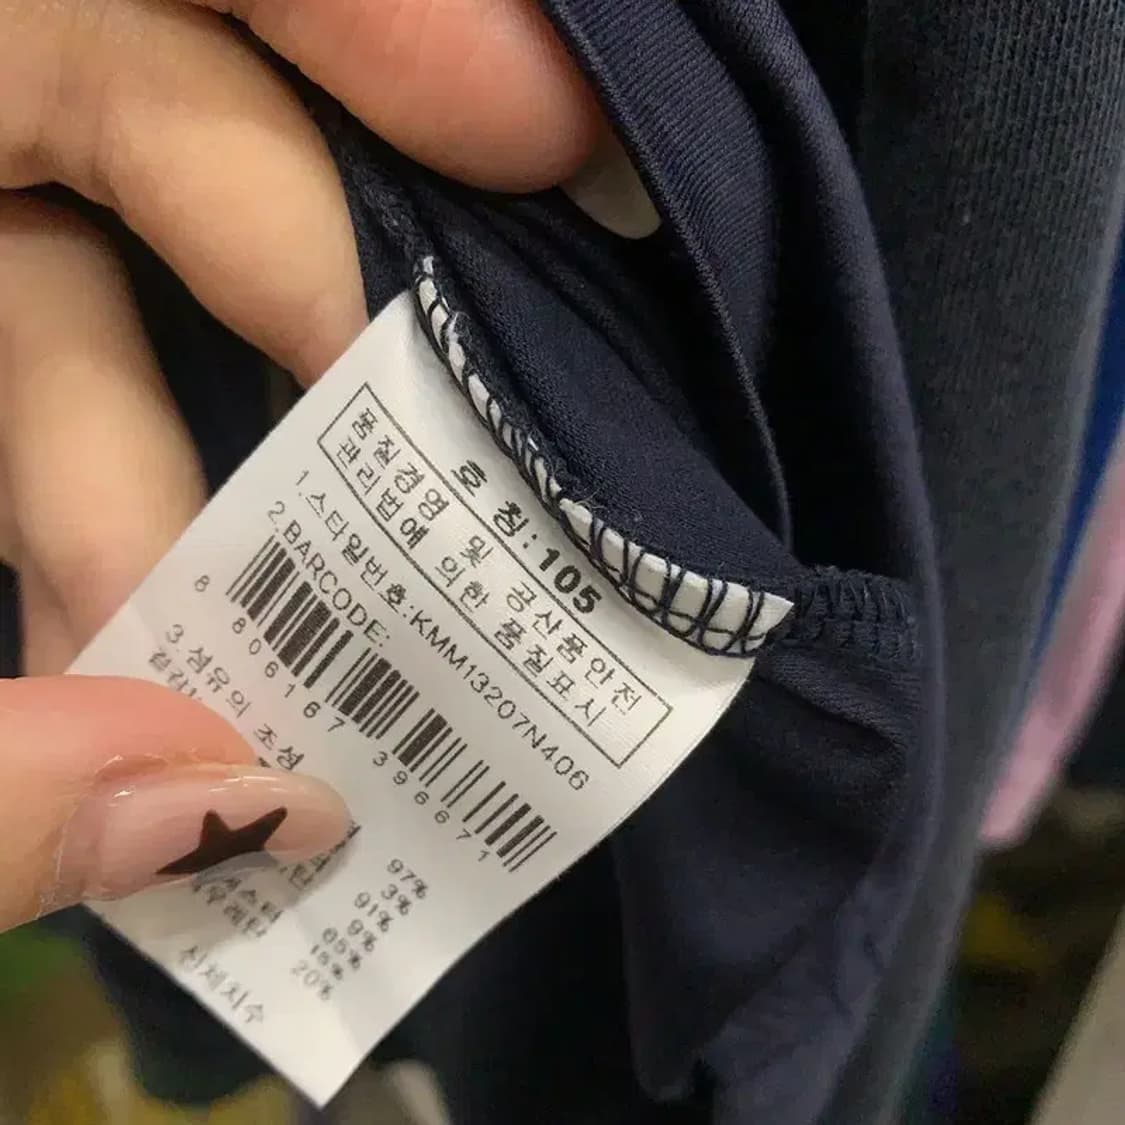 호 칭:105
품질경영 및 공산품안전
관리법에 의한 품질표시
1.스타일번호:KMM13207N406
2.BARCODE:
8 806167 396671
3.섬유의 조성
97%
3%
91%
9%
65%
15%
20%
신체치수